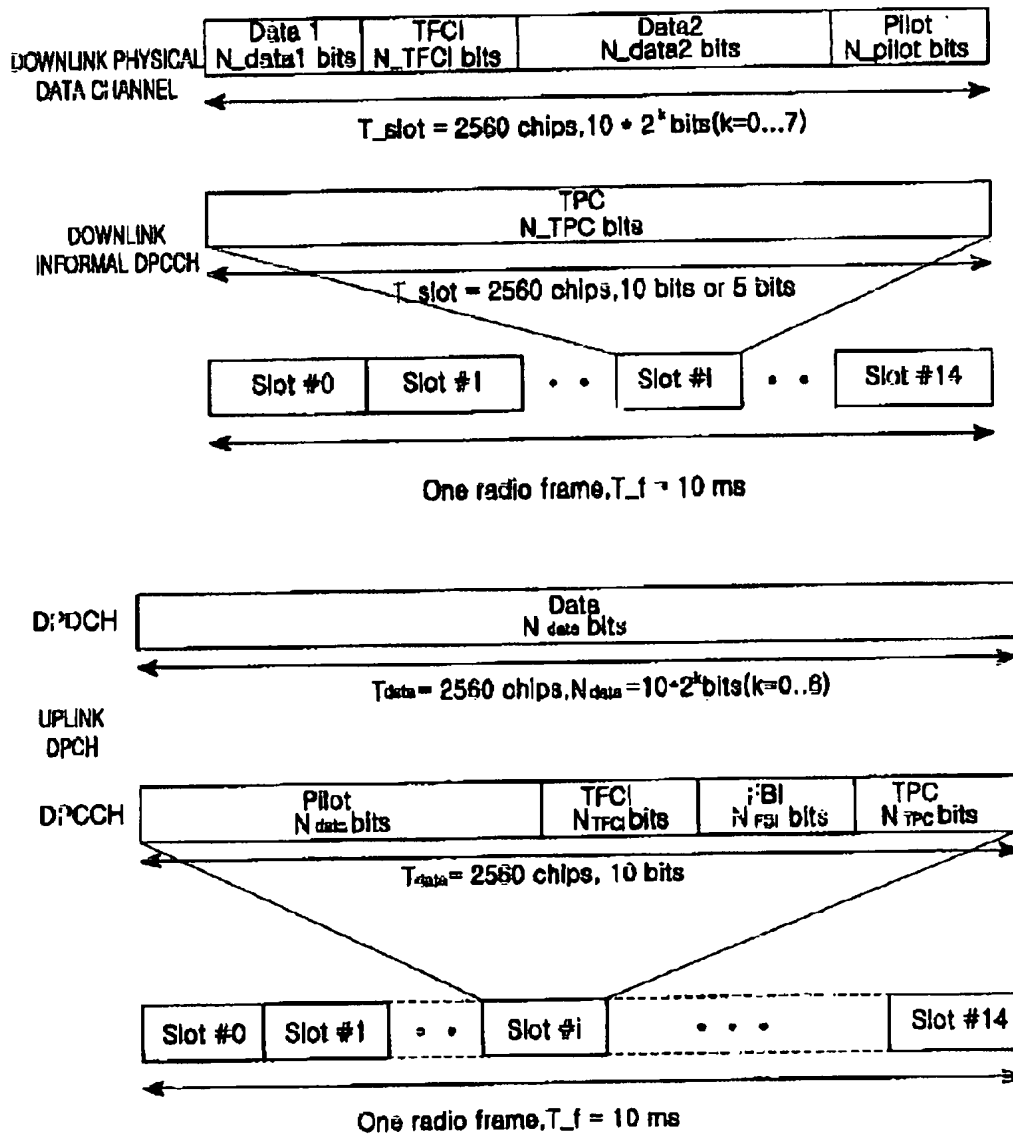 Data 1 TFCI Data2 Pilot
N_data1 bits N_TFCI bits N_data2 bits N_pilot bits
DOWNLINK PHYSICAL
DATA CHANNEL
T_slot = 2560 chips,10 * 2^k bits(k=0...7)
TPC
N_TPC bits
DOWNLINK
INFORMAL DPCCH
T_slot = 2560 chips,10 bits or 5 bits
Slot #0 Slot #1 • • Slot #i • • Slot #14
One radio frame,T_f = 10 ms
DPDCH
Data
N data bits
Tdata= 2560 chips,Ndata=10*2^k bits(k=0..6)
UPLINK
DPCH
DPCCH
Pilot TFCI FBI TPC
N data bits NTFCI bits N FBI bits N TPC bits
Tdata= 2560 chips, 10 bits
Slot #0 Slot #1 • • Slot #i • • • Slot #14
One radio frame,T_f = 10 ms